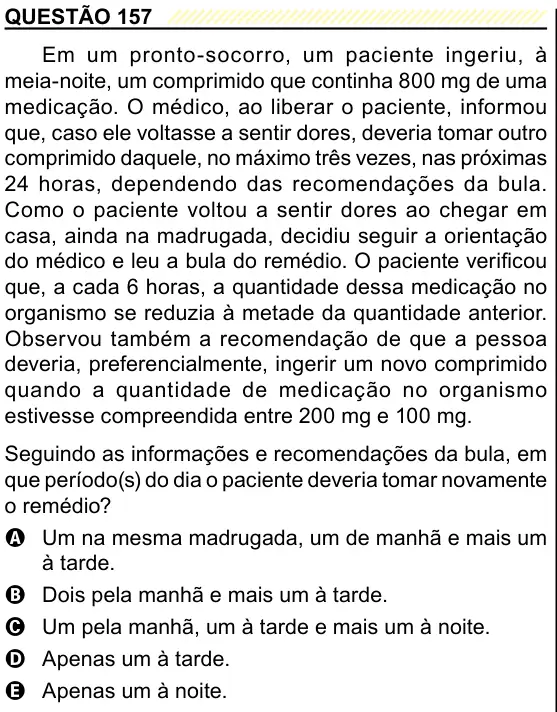 QUESTÃO 157
Em um pronto-socorro, um paciente ingeriu, à
meia-noite, um comprimido que continha 800 mg de uma
medicação. O médico, ao liberar o paciente, informou
que, caso ele voltasse a sentir dores, deveria tomar outro
comprimido daquele, no máximo três vezes, nas próximas
24 horas, dependendo das recomendações da bula.
Como o paciente voltou a sentir dores ao chegar em
casa, ainda na madrugada, decidiu seguir a orientação
do médico e leu a bula do remédio. O paciente verificou
que, a cada 6 horas, a quantidade dessa medicação no
organismo se reduzia à metade da quantidade anterior.
Observou também a recomendação de que a pessoa
deveria, preferencialmente, ingerir um novo comprimido
quando a quantidade de medicação no organismo
estivesse compreendida entre 200 mg e 100 mg.
Seguindo as informações e recomendações da bula, em
que período(s) do dia o paciente deveria tomar novamente
o remédio?
A Um na mesma madrugada, um de manhã e mais um
à tarde.
B Dois pela manhã e mais um à tarde.
C Um pela manhã, um à tarde e mais um à noite.
D Apenas um à tarde.
E Apenas um à noite.